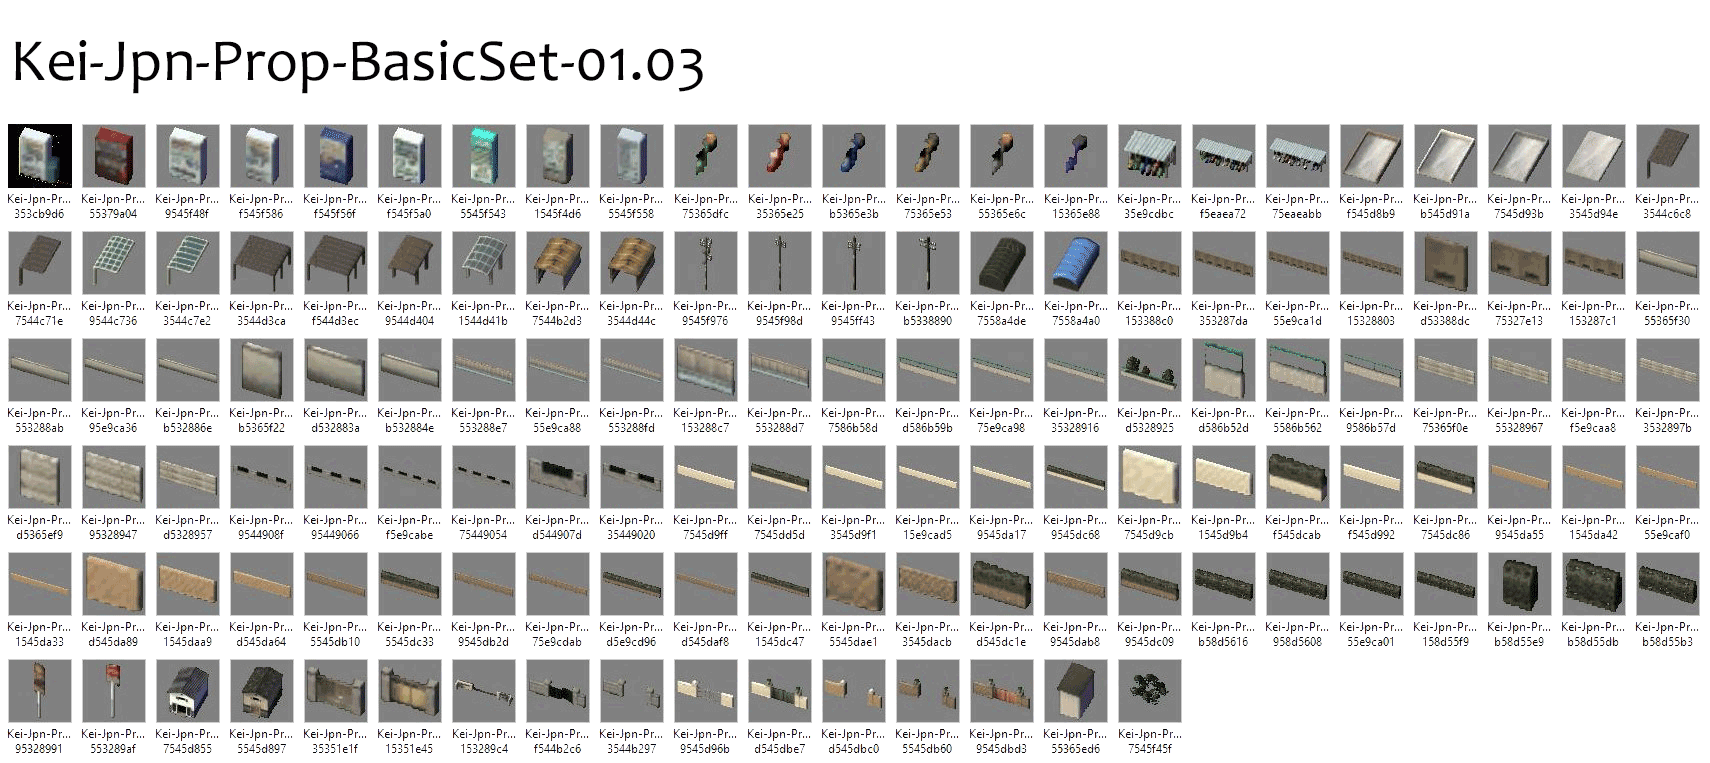 Kei-Jpn-Prop-BasicSet-01.03
Kei-Jpn-Pr... Kei-Jpn-Pr... Kei-Jpn-Pr... Kei-Jpn-Pr... Kei-Jpn-Pr... Kei-Jpn-Pr... Kei-Jpn-Pr... Kei-Jpn-Pr... Kei-Jpn-Pr... Kei-Jpn-Pr... Kei-Jpn-Pr... Kei-Jpn-Pr... Kei-Jpn-Pr... Kei-Jpn-Pr... Kei-Jpn-Pr... Kei-Jpn-Pr... Kei-Jpn-Pr... Kei-Jpn-Pr... Kei-Jpn-Pr... Kei-Jpn-Pr... Kei-Jpn-Pr... Kei-Jpn-Pr... Kei-Jpn-Pr...
353cb9d6 55379a04 9545f48f f545f586 f545f56f f545f5a0 5545f543 1545f4d6 5545f558 75365dfc 35365e25 b5365e3b 75365e53 55365e6c 15365e88 35e9cdbc f5eaea72 75eaeabb f545d8b9 b545d91a 7545d93b 3545d94e 3544c6c8
Kei-Jpn-Pr... Kei-Jpn-Pr... Kei-Jpn-Pr... Kei-Jpn-Pr... Kei-Jpn-Pr... Kei-Jpn-Pr... Kei-Jpn-Pr... Kei-Jpn-Pr... Kei-Jpn-Pr... Kei-Jpn-Pr... Kei-Jpn-Pr... Kei-Jpn-Pr... Kei-Jpn-Pr... Kei-Jpn-Pr... Kei-Jpn-Pr... Kei-Jpn-Pr... Kei-Jpn-Pr... Kei-Jpn-Pr... Kei-Jpn-Pr... Kei-Jpn-Pr... Kei-Jpn-Pr... Kei-Jpn-Pr... Kei-Jpn-Pr...
7544c71e 9544c736 3544c7e2 3544d3ca f544d3ec 9544d404 1544d41b 7544b2d3 3544d44c 9545f976 9545f98d 9545ff43 b5338890 7558a4de 7558a4a0 153388c0 353287da 55e9ca1d 15328803 d53388dc 75327e13 153287c1 55365f30
Kei-Jpn-Pr... Kei-Jpn-Pr... Kei-Jpn-Pr... Kei-Jpn-Pr... Kei-Jpn-Pr... Kei-Jpn-Pr... Kei-Jpn-Pr... Kei-Jpn-Pr... Kei-Jpn-Pr... Kei-Jpn-Pr... Kei-Jpn-Pr... Kei-Jpn-Pr... Kei-Jpn-Pr... Kei-Jpn-Pr... Kei-Jpn-Pr... Kei-Jpn-Pr... Kei-Jpn-Pr... Kei-Jpn-Pr... Kei-Jpn-Pr... Kei-Jpn-Pr... Kei-Jpn-Pr... Kei-Jpn-Pr... Kei-Jpn-Pr...
553288ab 95e9ca36 b532886e b5365f22 d532883a b532884e 553288e7 55e9ca88 553288fd 153288c7 553288d7 7586b58d d586b59b 75e9ca98 35328916 d5328925 d586b52d 5586b562 9586b57d 75365f0e 55328967 f5e9caa8 3532897b
Kei-Jpn-Pr... Kei-Jpn-Pr... Kei-Jpn-Pr... Kei-Jpn-Pr... Kei-Jpn-Pr... Kei-Jpn-Pr... Kei-Jpn-Pr... Kei-Jpn-Pr... Kei-Jpn-Pr... Kei-Jpn-Pr... Kei-Jpn-Pr... Kei-Jpn-Pr... Kei-Jpn-Pr... Kei-Jpn-Pr... Kei-Jpn-Pr... Kei-Jpn-Pr... Kei-Jpn-Pr... Kei-Jpn-Pr... Kei-Jpn-Pr... Kei-Jpn-Pr... Kei-Jpn-Pr... Kei-Jpn-Pr... Kei-Jpn-Pr...
d5365ef9 95328947 d5328957 9544908f 95449066 f5e9cabe 75449054 d544907d 35449020 7545d9ff 7545dd5d 3545d9f1 15e9cad5 9545da17 9545dc68 7545d9cb 1545d9b4 f545dcab f545d992 7545dc86 9545da55 1545da42 55e9caf0
Kei-Jpn-Pr... Kei-Jpn-Pr... Kei-Jpn-Pr... Kei-Jpn-Pr... Kei-Jpn-Pr... Kei-Jpn-Pr... Kei-Jpn-Pr... Kei-Jpn-Pr... Kei-Jpn-Pr... Kei-Jpn-Pr... Kei-Jpn-Pr... Kei-Jpn-Pr... Kei-Jpn-Pr... Kei-Jpn-Pr... Kei-Jpn-Pr... Kei-Jpn-Pr... Kei-Jpn-Pr... Kei-Jpn-Pr... Kei-Jpn-Pr... Kei-Jpn-Pr... Kei-Jpn-Pr... Kei-Jpn-Pr... Kei-Jpn-Pr...
1545da33 d545da89 1545daa9 d545da64 5545db10 5545dc33 9545db2d 75e9cdab d5e9cd96 d545daf8 1545dc47 5545dae1 3545dacb d545dc1e 9545dab8 9545dc09 b58d5616 958d5608 55e9ca01 158d55f9 b58d55e9 b58d55db b58d55b3
Kei-Jpn-Pr... Kei-Jpn-Pr... Kei-Jpn-Pr... Kei-Jpn-Pr... Kei-Jpn-Pr... Kei-Jpn-Pr... Kei-Jpn-Pr... Kei-Jpn-Pr... Kei-Jpn-Pr... Kei-Jpn-Pr... Kei-Jpn-Pr... Kei-Jpn-Pr... Kei-Jpn-Pr... Kei-Jpn-Pr... Kei-Jpn-Pr... Kei-Jpn-Pr...
95328991 553289af 7545d855 5545d897 35351e1f 15351e45 153289c4 f544b2c6 3544b297 9545d96b d545dbe7 d545dbc0 5545db60 9545dbd3 55365ed6 7545f45f